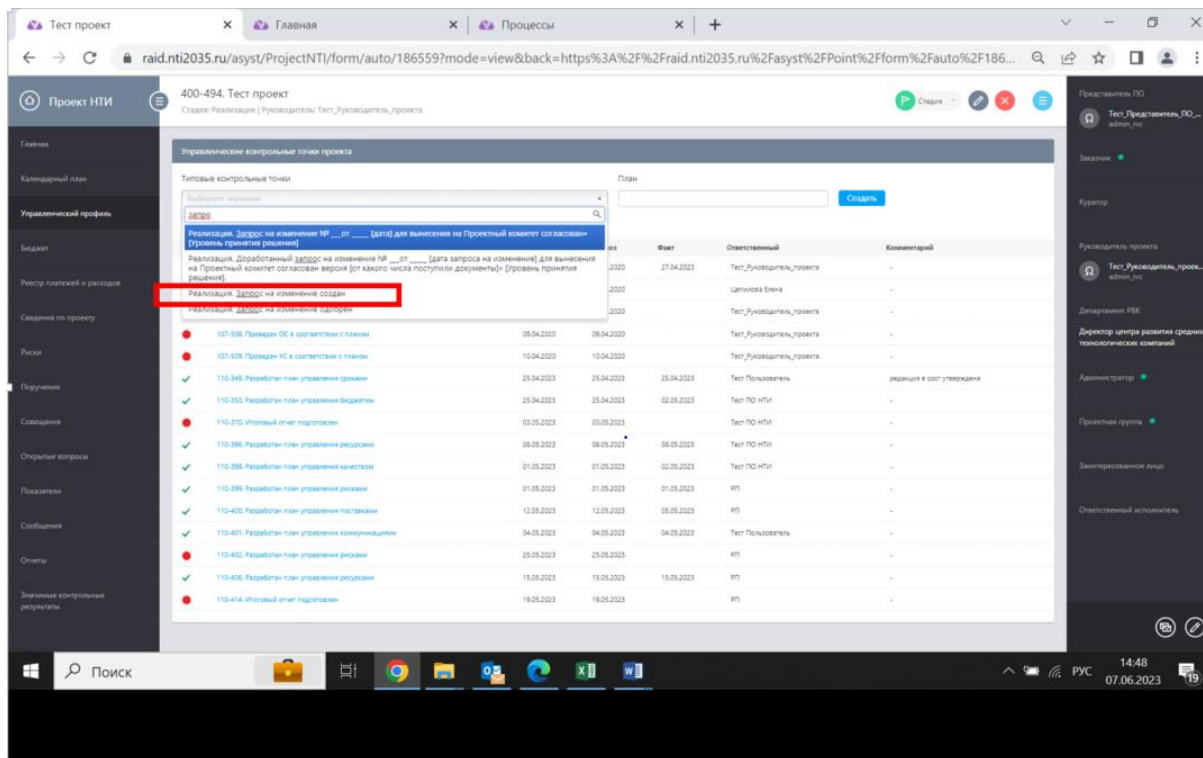 Тест проект
Главная
Процессы
raid.nti2035.ru/asyst/ProjectNTI/form/auto/186559?mode=view&back=https%3A%2F%2Fraid.nti2035.ru%2Fasyst%2FPoint%2Fform%2Fauto%2F186...
Проект НТИ
400-494. Тест проект
Стадия: Реализация | Руководитель: Тест_Руководитель_проекта
Стадия
Главная
Календарный план
Управленческий профиль
Бюджет
Реестр платежей и расходов
Сведения по проекту
Риски
Поручения
Совещания
Открытые вопросы
Показатели
Сообщения
Отчеты
Значимые контрольные
результаты
Управленческие контрольные точки проекта
Типовые контрольные точки
План
Выберите значение
Создать
запро
Реализация. Запрос на изменение № __от ____ [дата] для вынесения на Проектный комитет согласован»
[Уровень принятия решения]
Реализация. Доработанный запрос на изменение № __от ____ [дата запроса на изменение] для вынесения
на Проектный комитет согласован версия [от какого числа поступили документы]» [Уровень принятия
решения].
Реализация. Запрос на изменение создан
Реализация. Запрос на изменение одобрен
Факт Ответственный Комментарий
.2020 27.04.2023 Тест_Руководитель_проекта -
.2020 Цепилова Елена -
.2020 Тест_Руководитель_проекта -
107-508. Проведен ОС в соответствии с планом 09.04.2020 09.04.2020 Тест_Руководитель_проекта -
107-509. Проведен УС в соответствии с планом 10.04.2020 10.04.2020 Тест_Руководитель_проекта -
110-348. Разработан план управления сроками 25.04.2023 25.04.2023 25.04.2023 Тест Пользователь редакция в сост утверждена
110-350. Разработан план управления бюджетом 25.04.2023 25.04.2023 02.05.2023 Тест ПО НТИ -
110-370. Итоговый отчет подготовлен 03.05.2023 03.05.2023 Тест ПО НТИ -
110-396. Разработан план управления ресурсами 08.05.2023 08.05.2023 08.05.2023 Тест ПО НТИ -
110-398. Разработан план управления качеством 01.05.2023 01.05.2023 02.05.2023 Тест ПО НТИ -
110-399. Разработан план управления рисками 01.05.2023 01.05.2023 01.05.2023 РП -
110-400. Разработан план управления поставками 12.05.2023 12.05.2023 05.05.2023 РП -
110-401. Разработан план управления коммуникациями 04.05.2023 04.05.2023 04.05.2023 Тест Пользователь -
110-402. Разработан план управления рисками 25.05.2023 25.05.2023 РП -
110-406. Разработан план управления ресурсами 15.05.2023 15.05.2023 15.05.2023 РП -
110-414. Итоговый отчет подготовлен 19.05.2023 19.05.2023 РП -
Представитель ПО
Тест_Представитель_ПО_...
admin_rvc
Заказчик
Куратор
Руководитель проекта
Тест_Руководитель_проек...
admin_rvc
Департамент РВК
Директор центра развития средних
технологических компаний
Администратор
Проектная группа
Заинтересованное лицо
Ответственный исполнитель
Поиск
РУС
14:48
07.06.2023
19